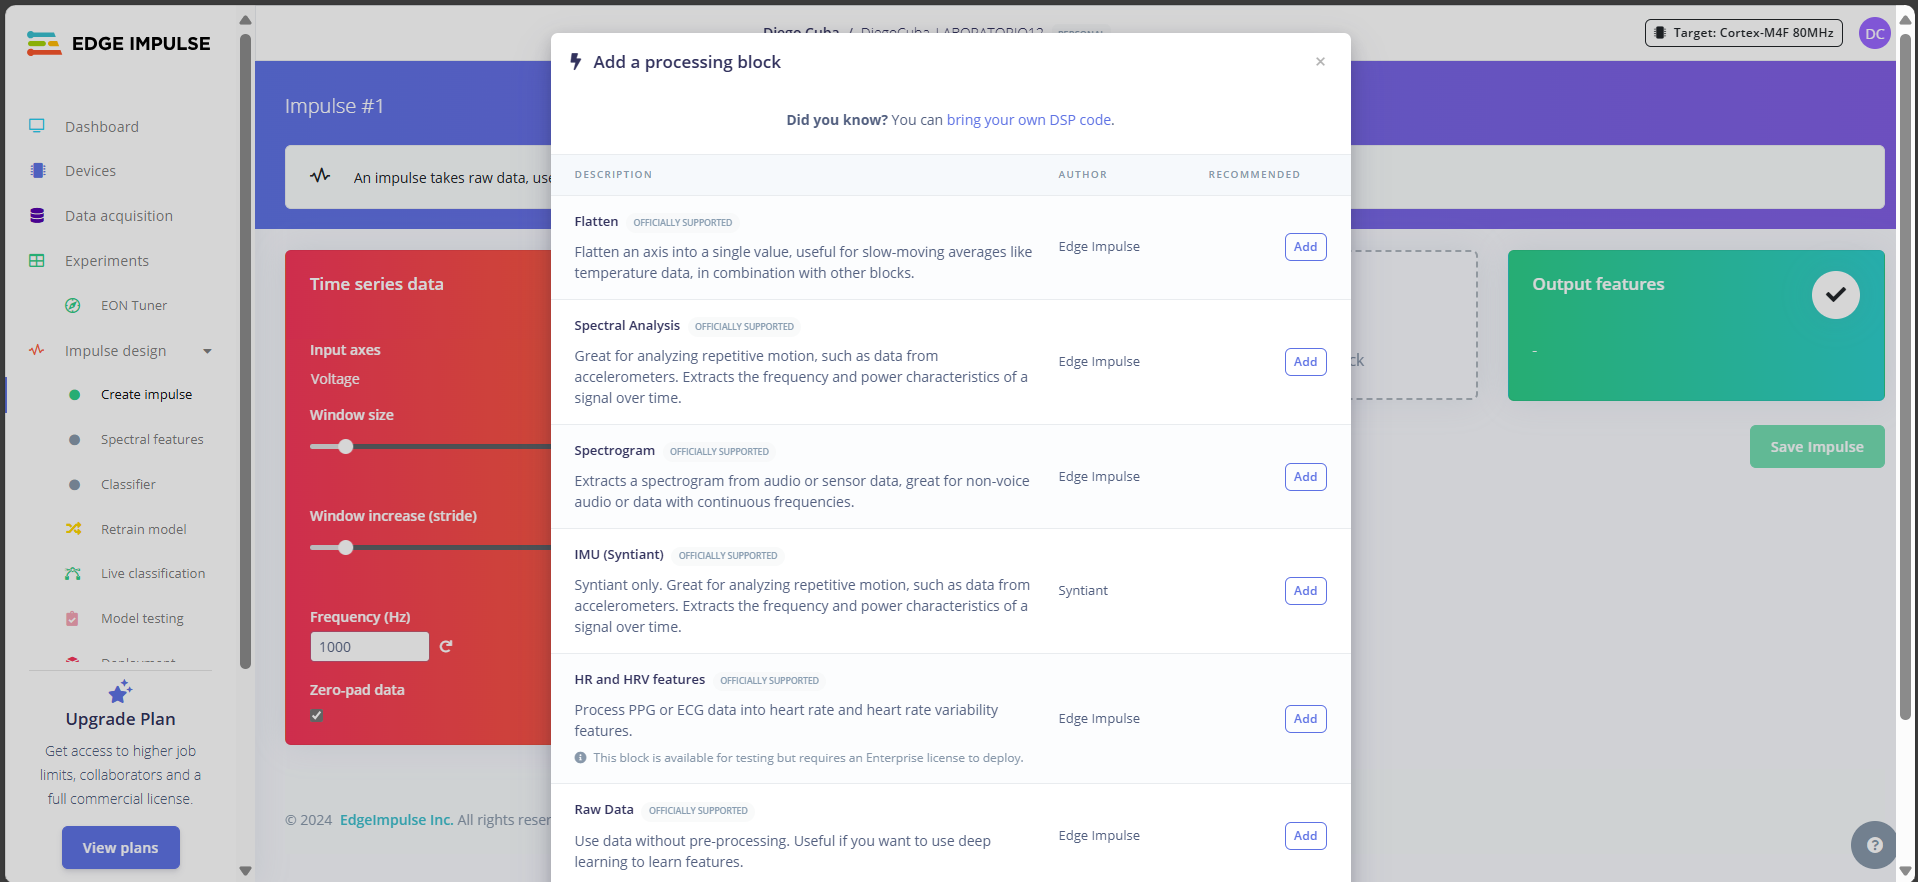 EDGE IMPULSE
Dashboard
Devices
Data acquisition
Experiments
EON Tuner
Impulse design
Create impulse
Spectral features
Classifier
Retrain model
Live classification
Model testing
Deployment
Upgrade Plan
Get access to higher job
limits, collaborators and a
full commercial license.
View plans
Diego Cuba / DiegoCuba_LABORATORIO12 PERSONAL
Target: Cortex-M4F 80MHz
DC
Impulse #1
An impulse takes raw data, use
Time series data
Input axes
Voltage
Window size
Window increase (stride)
Frequency (Hz)
1000
Zero-pad data
© 2024 EdgeImpulse Inc. All rights reser
Add a processing block
×
Did you know? You can bring your own DSP code.
DESCRIPTION
AUTHOR
RECOMMENDED
Flatten OFFICIALLY SUPPORTED
Flatten an axis into a single value, useful for slow-moving averages like
temperature data, in combination with other blocks.
Edge Impulse
Add
Spectral Analysis OFFICIALLY SUPPORTED
Great for analyzing repetitive motion, such as data from
accelerometers. Extracts the frequency and power characteristics of a
signal over time.
Edge Impulse
Add
Spectrogram OFFICIALLY SUPPORTED
Extracts a spectrogram from audio or sensor data, great for non-voice
audio or data with continuous frequencies.
Edge Impulse
Add
IMU (Syntiant) OFFICIALLY SUPPORTED
Syntiant only. Great for analyzing repetitive motion, such as data from
accelerometers. Extracts the frequency and power characteristics of a
signal over time.
Syntiant
Add
HR and HRV features OFFICIALLY SUPPORTED
Process PPG or ECG data into heart rate and heart rate variability
features.
This block is available for testing but requires an Enterprise license to deploy.
Edge Impulse
Add
Raw Data OFFICIALLY SUPPORTED
Use data without pre-processing. Useful if you want to use deep
learning to learn features.
Edge Impulse
Add
ck
Output features
-
Save Impulse
?